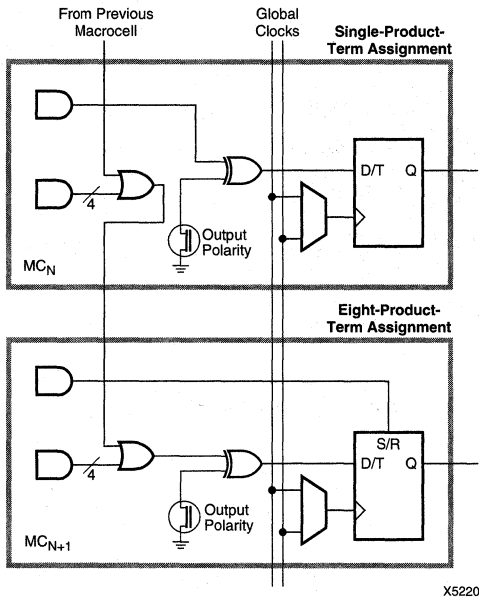 From Previous
Macrocell
Global
Clocks
Single-Product-
Term Assignment
D/T Q
4
Output
Polarity
MCN
Eight-Product-
Term Assignment
S/R
D/T Q
4
Output
Polarity
MCN+1
X5220